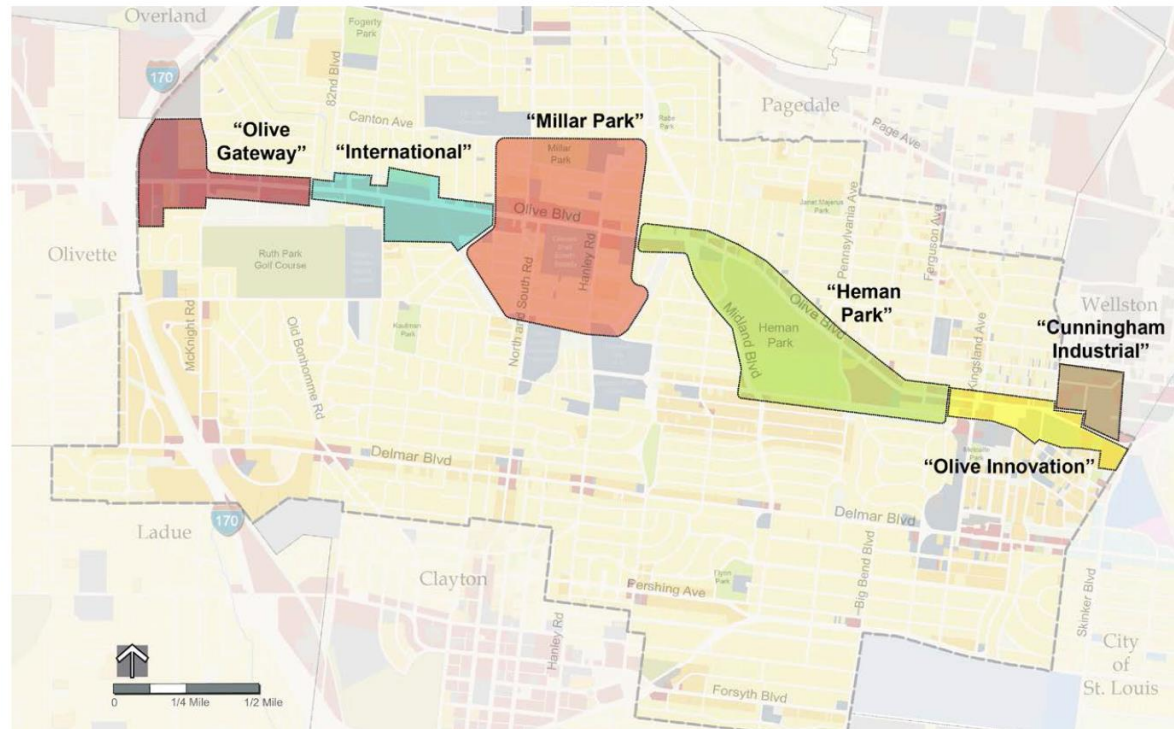 Overland
170
Fogerty
Park
82nd Blvd
Canton Ave
Pagedale
Page Ave
"Olive
Gateway"
"International"
"Millar Park"
Millar
Park
Olive Blvd
Hanley Rd
North and South Rd
Olivette
Ruth Park
Golf Course
Pennsylvania Ave
Ferguson Ave
"Heman
Park"
Olive Blvd
Midland Blvd
Heman
Park
Wellston
"Cunningham
Industrial"
Kingsland Ave
"Olive Innovation"
McKnight Rd
Old Bonhomme Rd
Kaufman
Park
Delmar Blvd
Delmar Blvd
170
Ladue
Clayton
Hanley Rd
Fershing Ave
Big Bend Blvd
Skinker Blvd
City
of
St. Louis
Forsyth Blvd
0 1/4 Mile 1/2 Mile